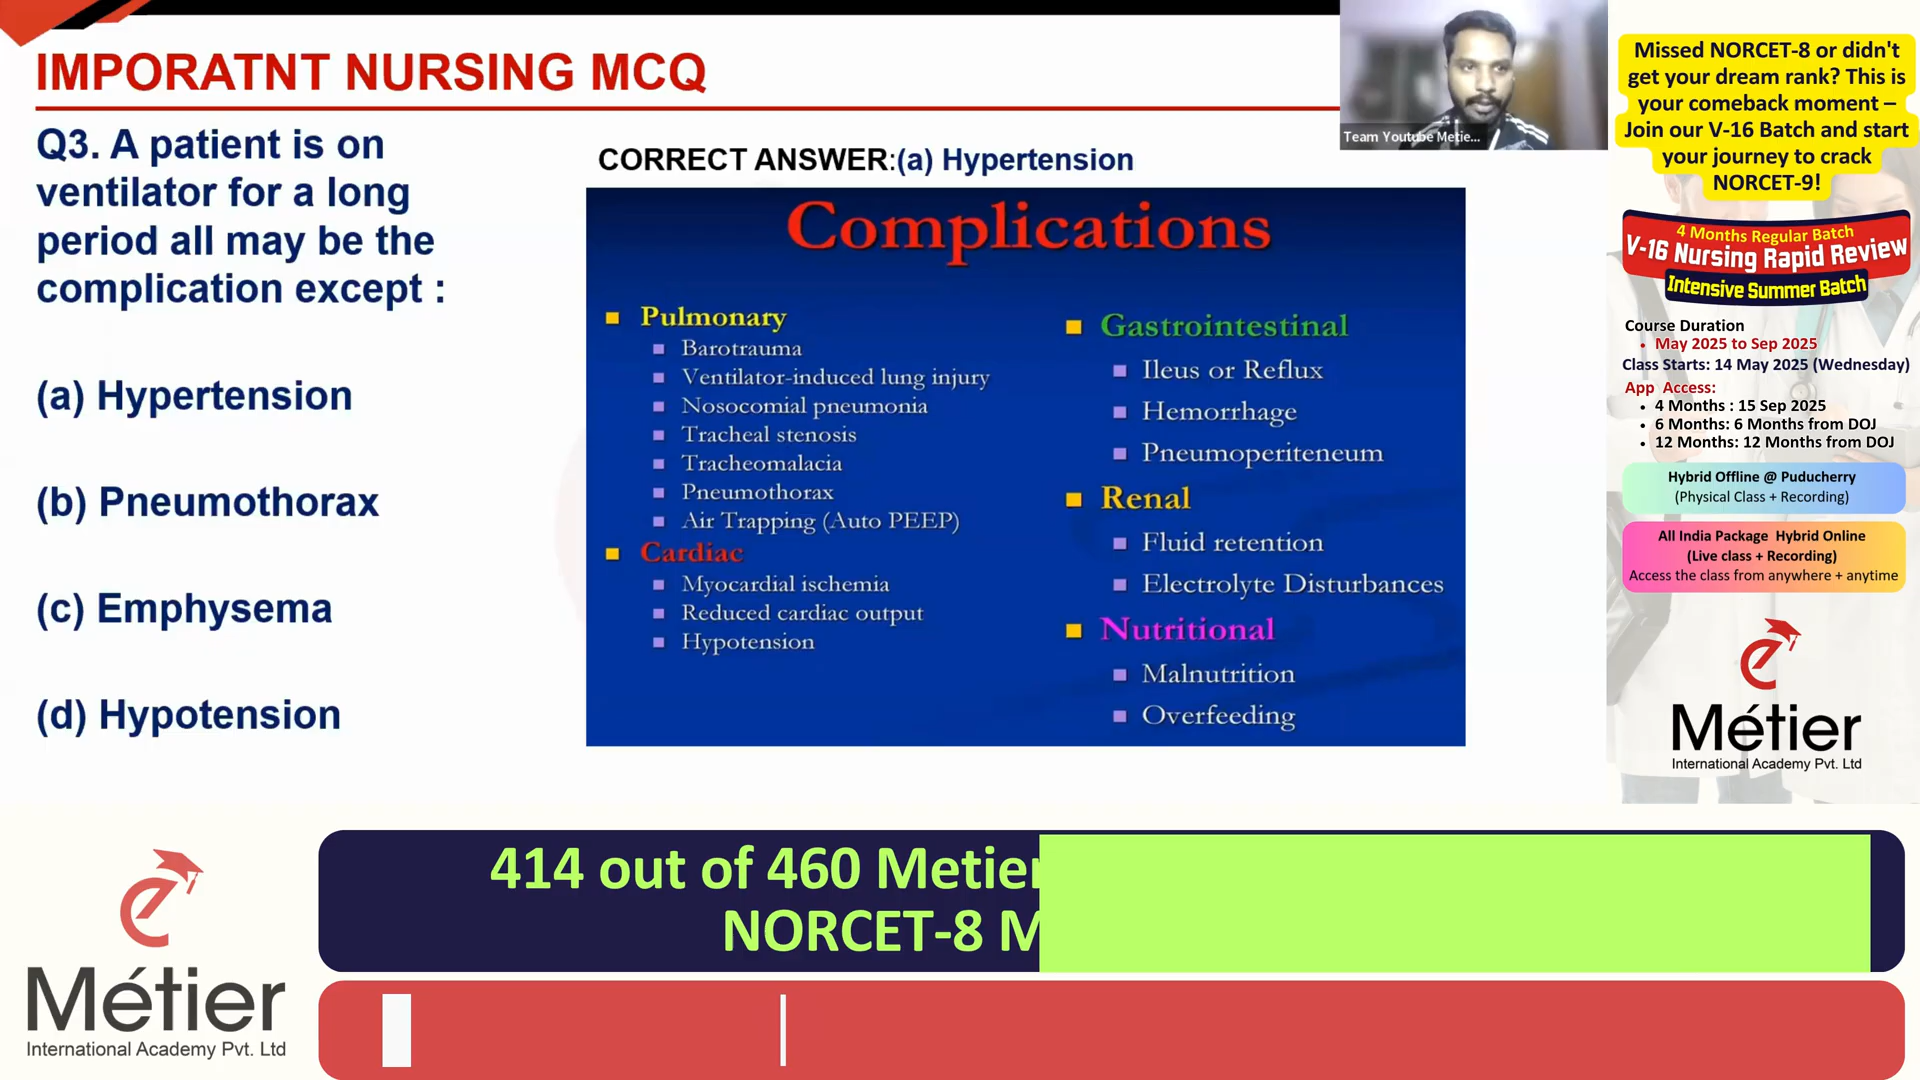 IMPORATNT NURSING MCQ
Q3. A patient is on
ventilator for a long
period all may be the
complication except :
(a) Hypertension
(b) Pneumothorax
(c) Emphysema
(d) Hypotension
CORRECT ANSWER:(a) Hypertension
Complications
Pulmonary
Barotrauma
Ventilator-induced lung injury
Nosocomial pneumonia
Tracheal stenosis
Tracheomalacia
Pneumothorax
Air Trapping (Auto PEEP)
Cardiac
Myocardial ischemia
Reduced cardiac output
Hypotension
Gastrointestinal
Ileus or Reflux
Hemorrhage
Pneumoperiteneum
Renal
Fluid retention
Electrolyte Disturbances
Nutritional
Malnutrition
Overfeeding
Team Youtube Metie...
Missed NORCET-8 or didn't
get your dream rank? This is
your comeback moment –
Join our V-16 Batch and start
your journey to crack
NORCET-9!
4 Months Regular Batch
V-16 Nursing Rapid Review
Intensive Summer Batch
Course Duration
• May 2025 to Sep 2025
Class Starts: 14 May 2025 (Wednesday)
App Access:
• 4 Months : 15 Sep 2025
• 6 Months: 6 Months from DOJ
• 12 Months: 12 Months from DOJ
Hybrid Offline @ Puducherry
(Physical Class + Recording)
All India Package Hybrid Online
(Live class + Recording)
Access the class from anywhere + anytime
Métier
International Academy Pvt. Ltd
414 out of 460 Metier
NORCET-8 M
Métier
International Academy Pvt. Ltd